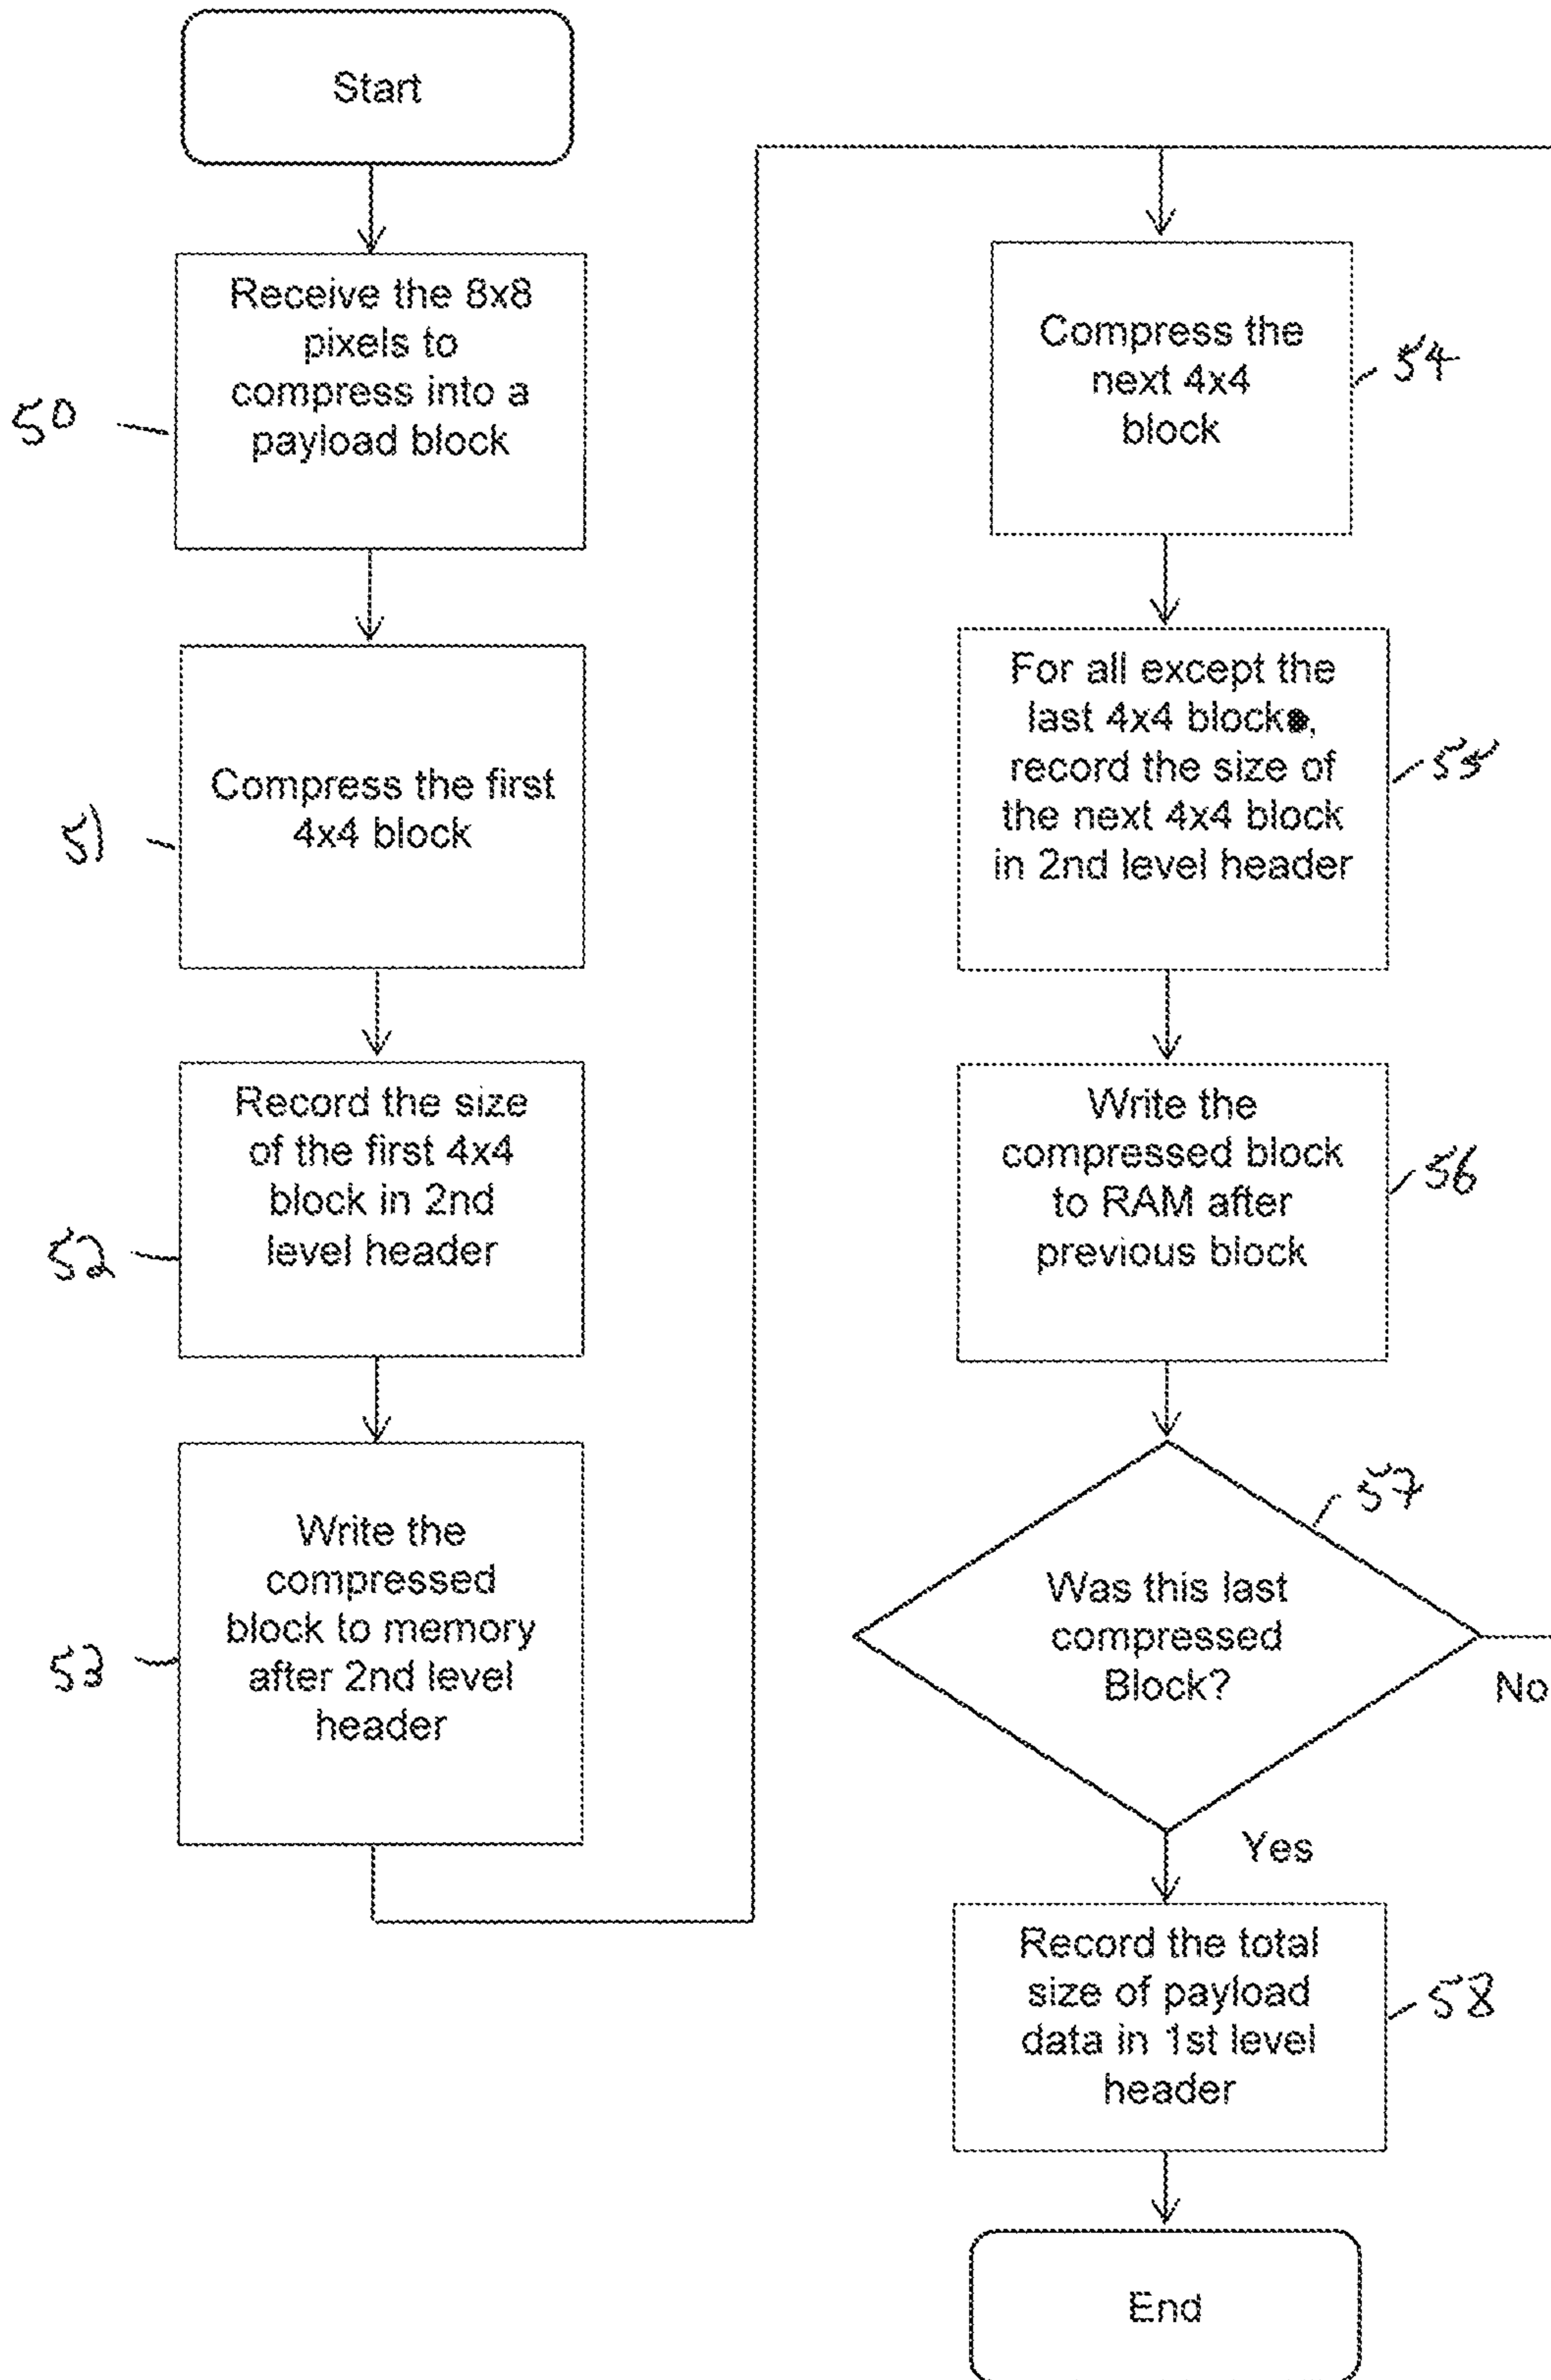 Start
Receive the 8x8
pixels to
compress into a
payload block
50
Compress the first
4x4 block
51
Record the size
of the first 4x4
block in 2nd
level header
52
Write the
compressed
block to memory
after 2nd level
header
53
Compress the
next 4x4
block
54
For all except the
last 4x4 block,
record the size of
the next 4x4 block
in 2nd level header
55
Write the
compressed block
to RAM after
previous block
56
57
Was this last
compressed
Block?
No
Yes
Record the total
size of payload
data in 1st level
header
58
End